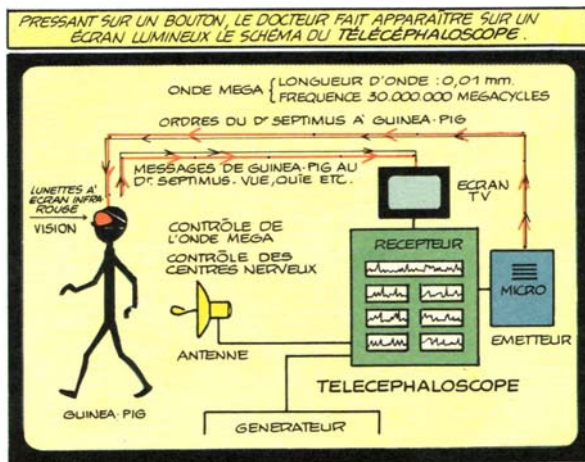 PRESSANT SUR UN BOUTON, LE DOCTEUR FAIT APPARAÎTRE SUR UN
ÉCRAN LUMINEUX LE SCHÉMA DU TÉLÉCÉPHALOSCOPE.
ONDE MEGA { LONGUEUR D'ONDE : 0,01 mm.
FREQUENCE 30.000.000 MEGACYCLES
ORDRES DU Dr SEPTIMUS A' GUINEA-PIG
MESSAGES DE GUINEA-PIG AU
Dr SEPTIMUS. VUE, OUÏE ETC.
LUNETTES A'
ECRAN INFRA
ROUGE
VISION
ECRAN
TV
CONTRÔLE DE
L'ONDE MEGA
CONTRÔLE DES
CENTRES NERVEUX
RECEPTEUR
MICRO
ANTENNE
EMETTEUR
TELECEPHALOSCOPE
GUINEA-PIG
GENERATEUR